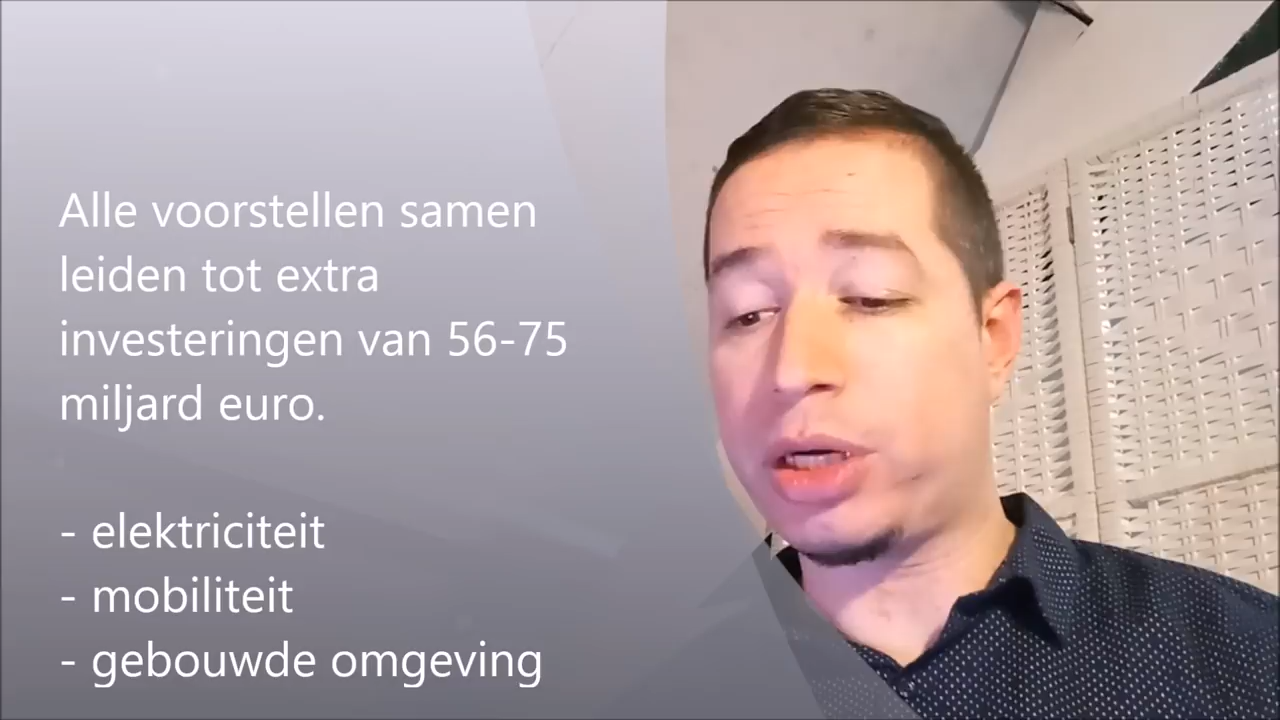 Alle voorstellen samen
leiden tot extra
investeringen van 56-75
miljard euro.
- elektriciteit
- mobiliteit
- gebouwde omgeving